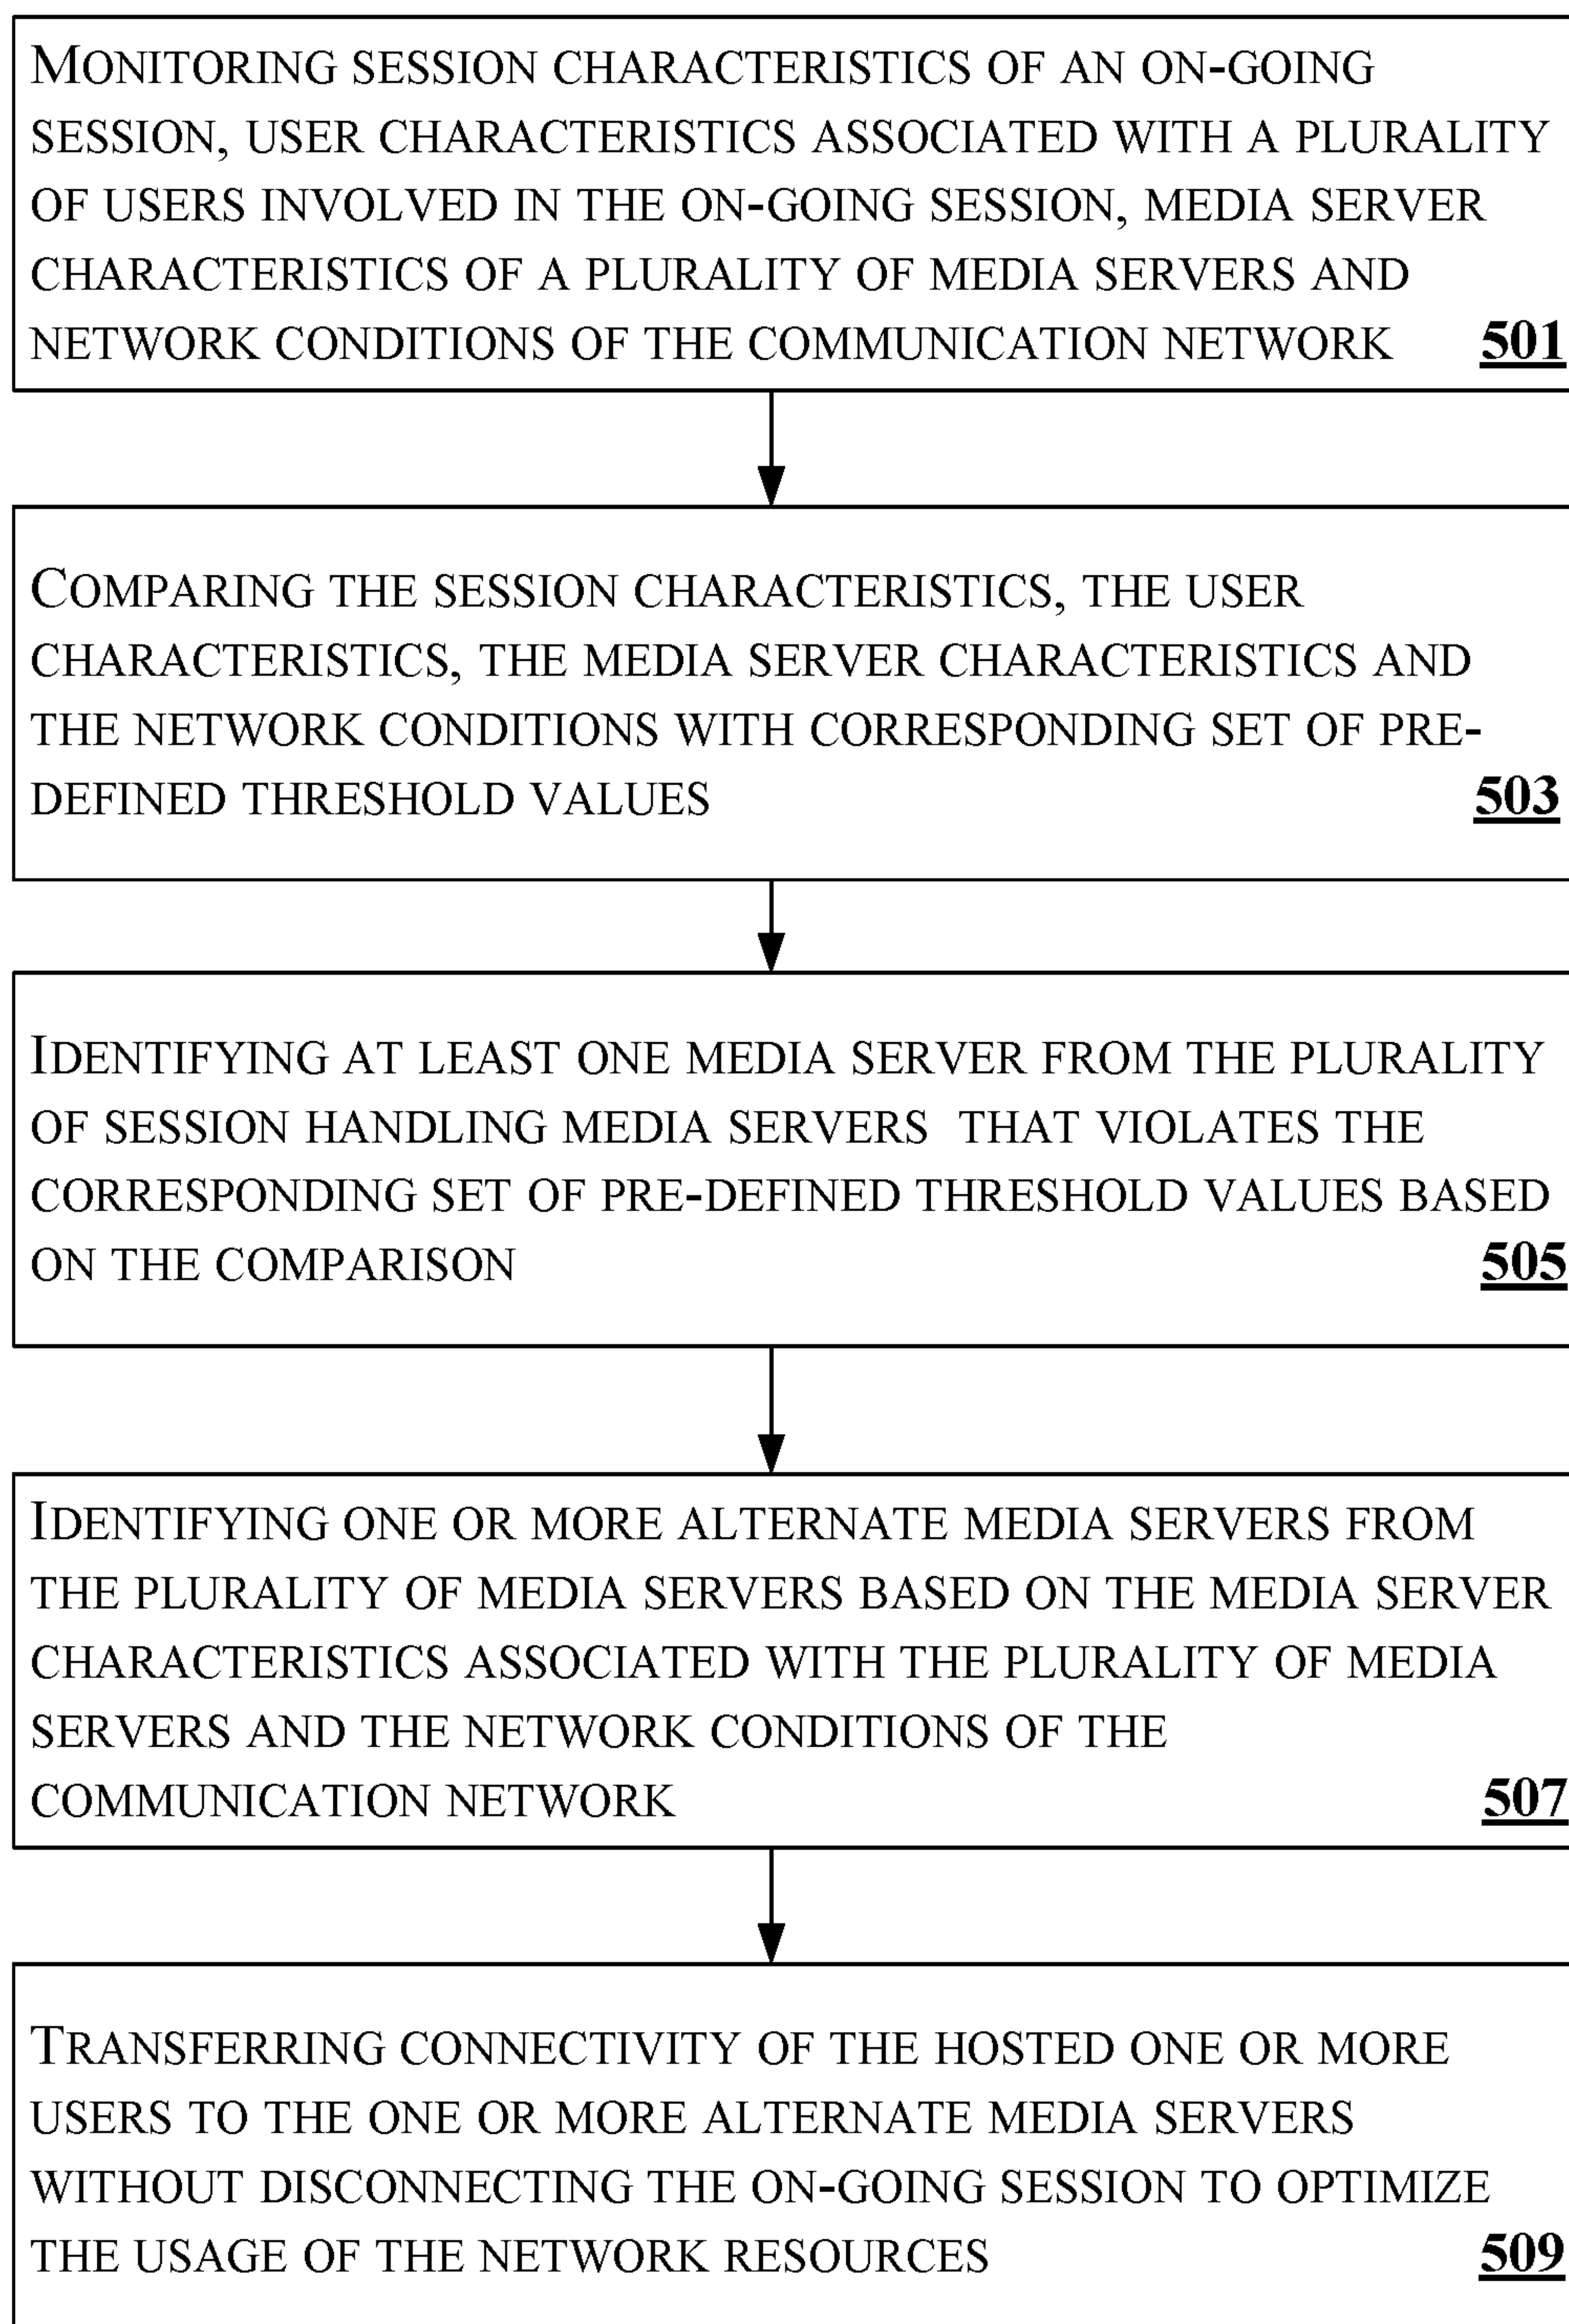 MONITORING SESSION CHARACTERISTICS OF AN ON-GOING
SESSION, USER CHARACTERISTICS ASSOCIATED WITH A PLURALITY
OF USERS INVOLVED IN THE ON-GOING SESSION, MEDIA SERVER
CHARACTERISTICS OF A PLURALITY OF MEDIA SERVERS AND
NETWORK CONDITIONS OF THE COMMUNICATION NETWORK 501
COMPARING THE SESSION CHARACTERISTICS, THE USER
CHARACTERISTICS, THE MEDIA SERVER CHARACTERISTICS AND
THE NETWORK CONDITIONS WITH CORRESPONDING SET OF PRE-
DEFINED THRESHOLD VALUES 503
IDENTIFYING AT LEAST ONE MEDIA SERVER FROM THE PLURALITY
OF SESSION HANDLING MEDIA SERVERS THAT VIOLATES THE
CORRESPONDING SET OF PRE-DEFINED THRESHOLD VALUES BASED
ON THE COMPARISON 505
IDENTIFYING ONE OR MORE ALTERNATE MEDIA SERVERS FROM
THE PLURALITY OF MEDIA SERVERS BASED ON THE MEDIA SERVER
CHARACTERISTICS ASSOCIATED WITH THE PLURALITY OF MEDIA
SERVERS AND THE NETWORK CONDITIONS OF THE
COMMUNICATION NETWORK 507
TRANSFERRING CONNECTIVITY OF THE HOSTED ONE OR MORE
USERS TO THE ONE OR MORE ALTERNATE MEDIA SERVERS
WITHOUT DISCONNECTING THE ON-GOING SESSION TO OPTIMIZE
THE USAGE OF THE NETWORK RESOURCES 509